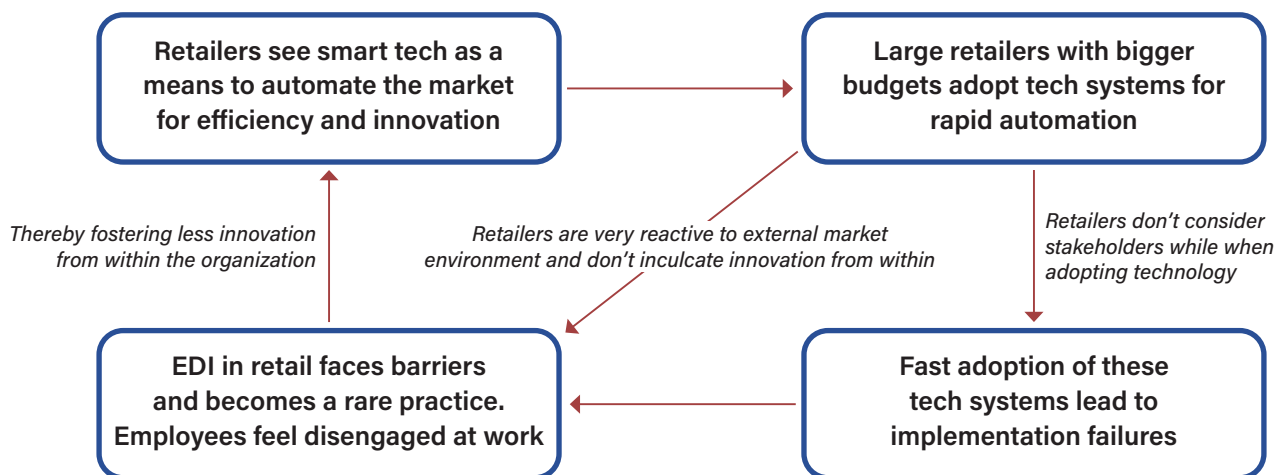 Retailers see smart tech as a
means to automate the market
for efficiency and innovation
Large retailers with bigger
budgets adopt tech systems for
rapid automation
Thereby fostering less innovation
from within the organization
Retailers are very reactive to external market
environment and don’t inculcate innovation from within
Retailers don’t consider
stakeholders while when
adopting technology
EDI in retail faces barriers
and becomes a rare practice.
Employees feel disengaged at work
Fast adoption of these
tech systems lead to
implementation failures